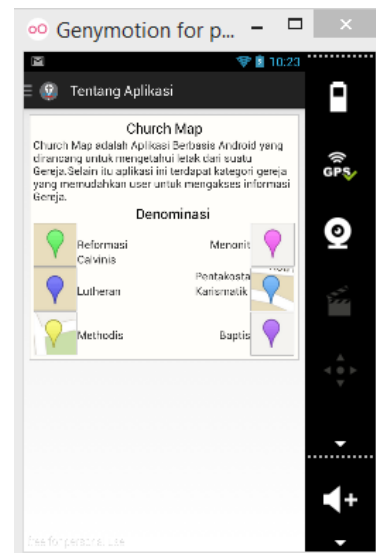 Genymotion for p...
10:23
Tentang Aplikasi
Church Map
Church Map adalah Aplikasi Berbasis Android yang
dirancang untuk mengetahui letak dari suatu
Gereja.Selain itu aplikasi ini terdapat kategori gereja
yang memudahkan user untuk mengakses informasi
Gereja.
Denominasi
Reformasi
Calvinis
Menonit
Lutheran
Pentakosta
Karismatik
Methodis
Baptis
GPS
free for personal use